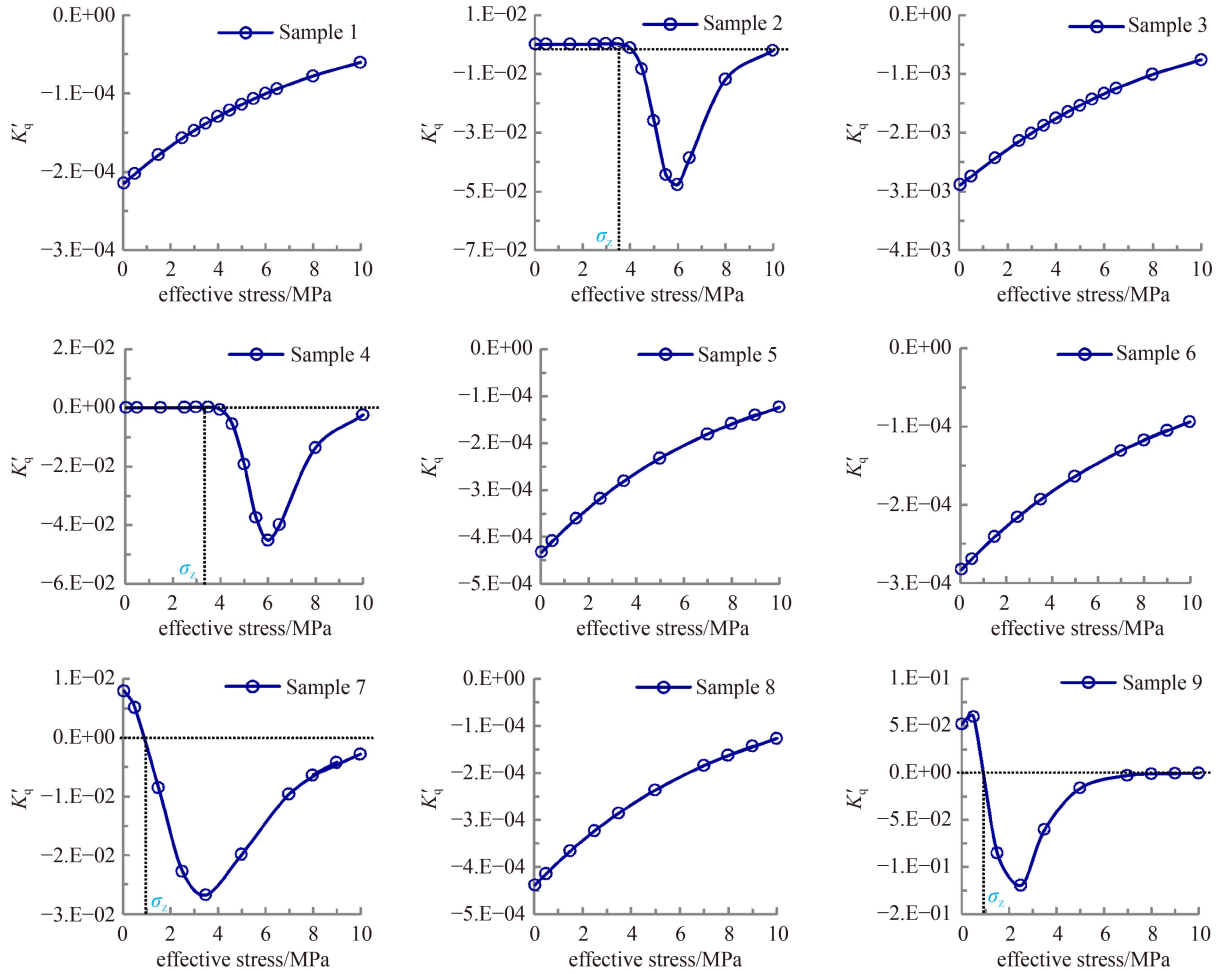 Sample 1
K′q
0.E+00
−1.E−04
−2.E−04
−3.E−04
0 2 4 6 8 10
effective stress/MPa
Sample 2
K′q
1.E−02
−1.E−02
−3.E−02
−5.E−02
−7.E−02
σz
0 2 4 6 8 10
effective stress/MPa
Sample 3
K′q
0.E+00
−1.E−03
−2.E−03
−3.E−03
−4.E−03
0 2 4 6 8 10
effective stress/MPa
Sample 4
K′q
2.E−02
0.E+00
−2.E−02
−4.E−02
−6.E−02
σz
0 2 4 6 8 10
effective stress/MPa
Sample 5
K′q
0.E+00
−1.E−04
−2.E−04
−3.E−04
−4.E−04
−5.E−04
0 2 4 6 8 10
effective stress/MPa
Sample 6
K′q
0.E+00
−1.E−04
−2.E−04
−3.E−04
0 2 4 6 8 10
effective stress/MPa
Sample 7
K′q
1.E−02
0.E+00
−1.E−02
−2.E−02
−3.E−02
σz
0 2 4 6 8 10
effective stress/MPa
Sample 8
K′q
0.E+00
−1.E−04
−2.E−04
−3.E−04
−4.E−04
−5.E−04
0 2 4 6 8 10
effective stress/MPa
Sample 9
K′q
1.E−01
5.E−02
0.E+00
−5.E−02
−1.E−01
−2.E−01
−2.E−01
σz
0 2 4 6 8 10
effective stress/MPa